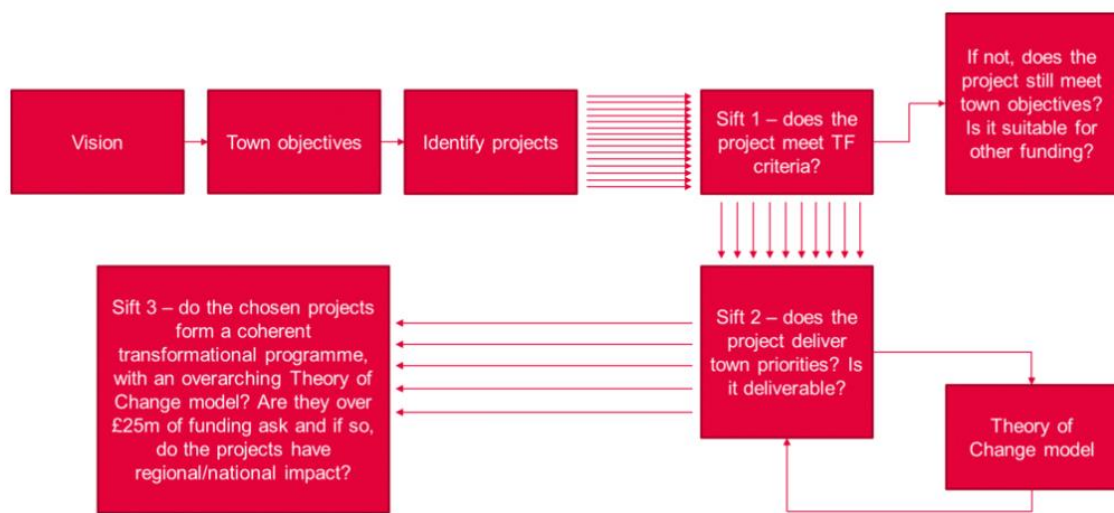 Vision
Town objectives
Identify projects
Sift 1 – does the
project meet TF
criteria?
If not, does the
project still meet
town objectives?
Is it suitable for
other funding?
Sift 2 – does the
project deliver
town priorities? Is
it deliverable?
Theory of
Change model
Sift 3 – do the chosen projects
form a coherent
transformational programme,
with an overarching Theory of
Change model? Are they over
£25m of funding ask and if so,
do the projects have
regional/national impact?